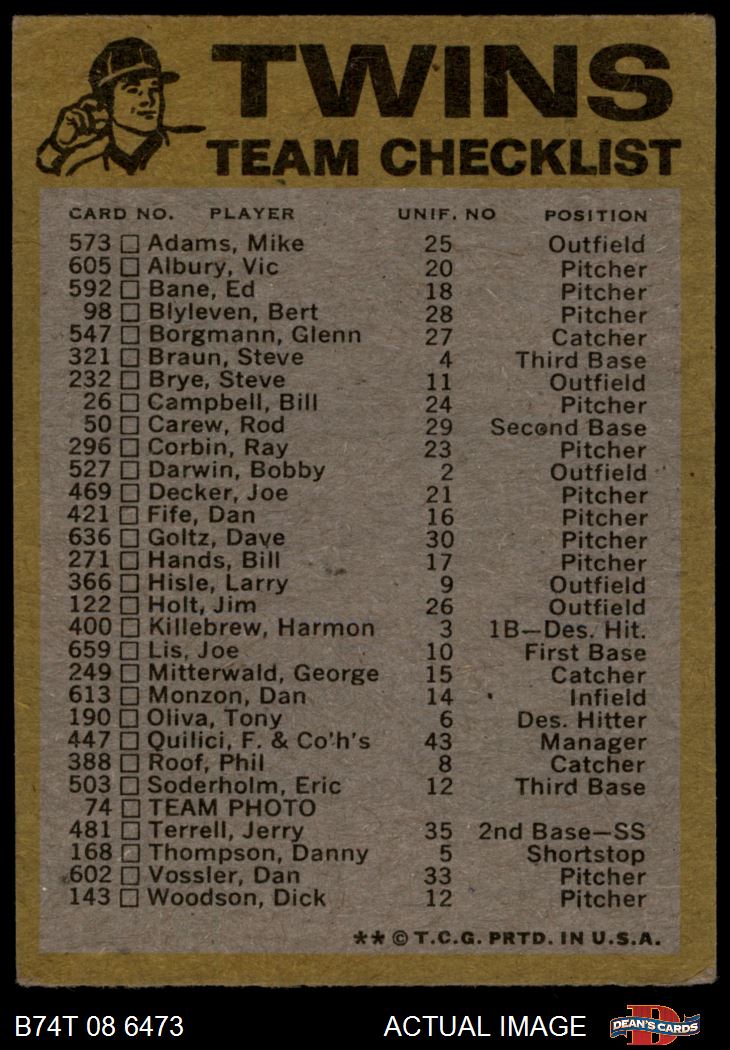 TWINS
TEAM CHECKLIST
CARD NO. PLAYER UNIF. NO POSITION
573 Adams, Mike 25 Outfield
605 Albury, Vic 20 Pitcher
592 Bane, Ed 18 Pitcher
98 Blyleven, Bert 28 Pitcher
547 Borgmann, Glenn 27 Catcher
321 Braun, Steve 4 Third Base
232 Brye, Steve 11 Outfield
26 Campbell, Bill 24 Pitcher
50 Carew, Rod 29 Second Base
296 Corbin, Ray 23 Pitcher
527 Darwin, Bobby 2 Outfield
469 Decker, Joe 21 Pitcher
421 Fife, Dan 16 Pitcher
636 Goltz, Dave 30 Pitcher
271 Hands, Bill 17 Pitcher
366 Hisle, Larry 9 Outfield
122 Holt, Jim 26 Outfield
400 Killebrew, Harmon 3 1B—Des. Hit.
659 Lis, Joe 10 First Base
249 Mitterwald, George 15 Catcher
613 Monzon, Dan 14 Infield
190 Oliva, Tony 6 Des. Hitter
447 Quilici, F. & Co'h's 43 Manager
388 Roof, Phil 8 Catcher
503 Soderholm, Eric 12 Third Base
74 TEAM PHOTO
481 Terrell, Jerry 35 2nd Base—SS
168 Thompson, Danny 5 Shortstop
602 Vossler, Dan 33 Pitcher
143 Woodson, Dick 12 Pitcher
** © T.C.G. PRTD. IN U.S.A.
B74T 08 6473 ACTUAL IMAGE DEAN'S CARDS